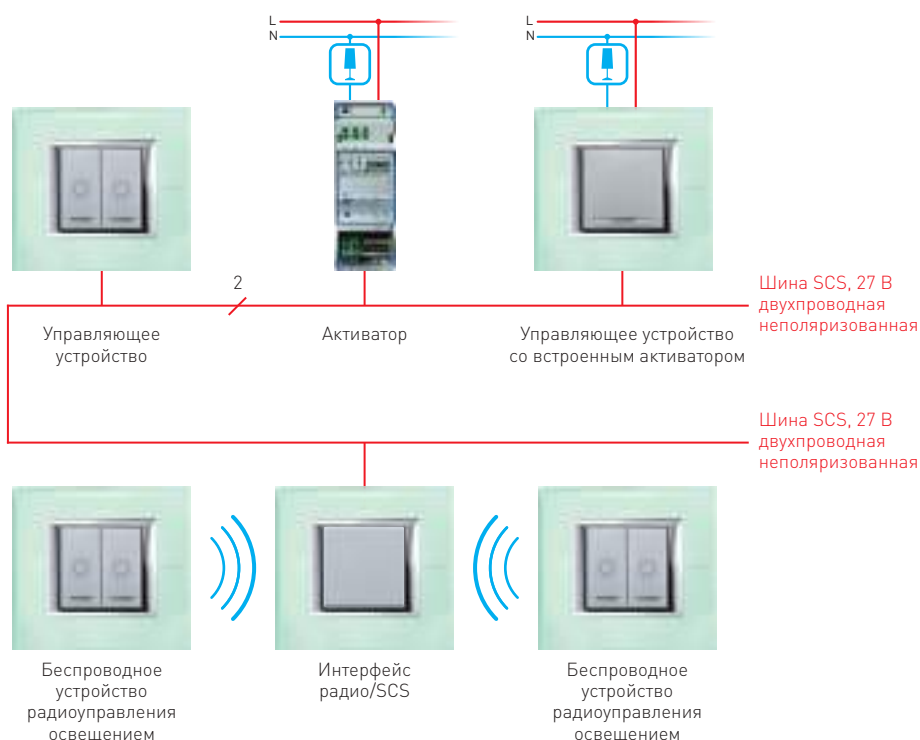 L
N
L
N
2
Шина SCS, 27 В
двухпроводная
неполяризованная
Управляющее
устройство
Активатор
Управляющее устройство
со встроенным активатором
Шина SCS, 27 В
двухпроводная
неполяризованная
Беспроводное
устройство
радиоуправления
освещением
Интерфейс
радио/SCS
Беспроводное
устройство
радиоуправления
освещением